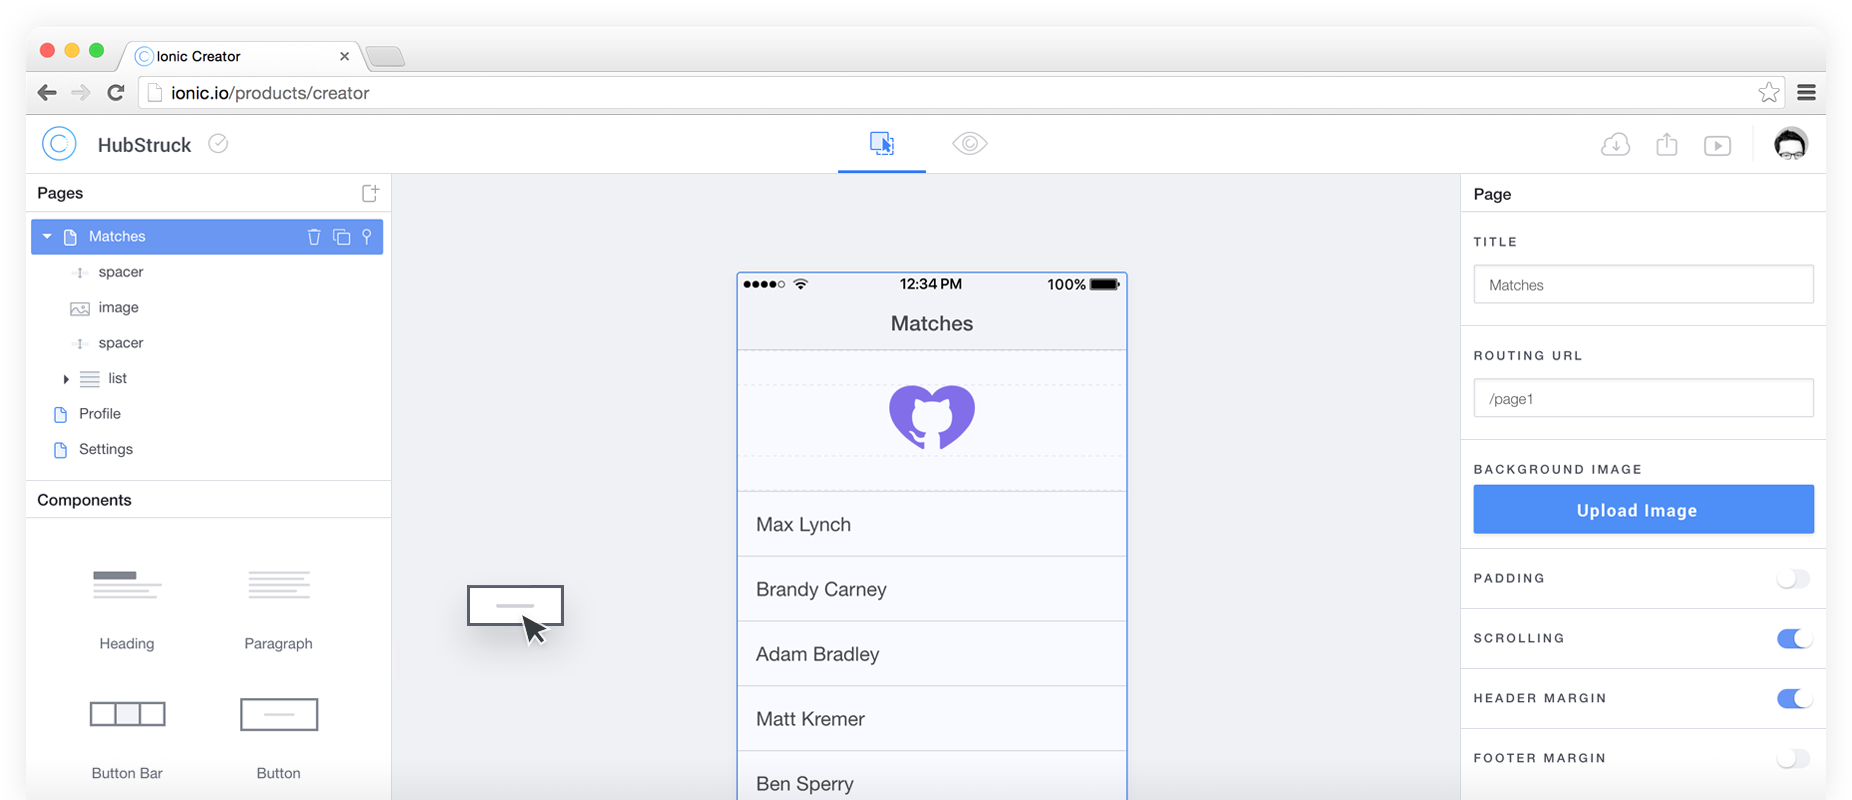 Ionic Creator
ionic.io/products/creator
HubStruck
Pages
Matches
spacer
image
spacer
list
Profile
Settings
Components
Heading
Paragraph
Button Bar
Button
12:34 PM
100%
Matches
Max Lynch
Brandy Carney
Adam Bradley
Matt Kremer
Ben Sperry
Page
TITLE
Matches
ROUTING URL
/page1
BACKGROUND IMAGE
Upload Image
PADDING
SCROLLING
HEADER MARGIN
FOOTER MARGIN